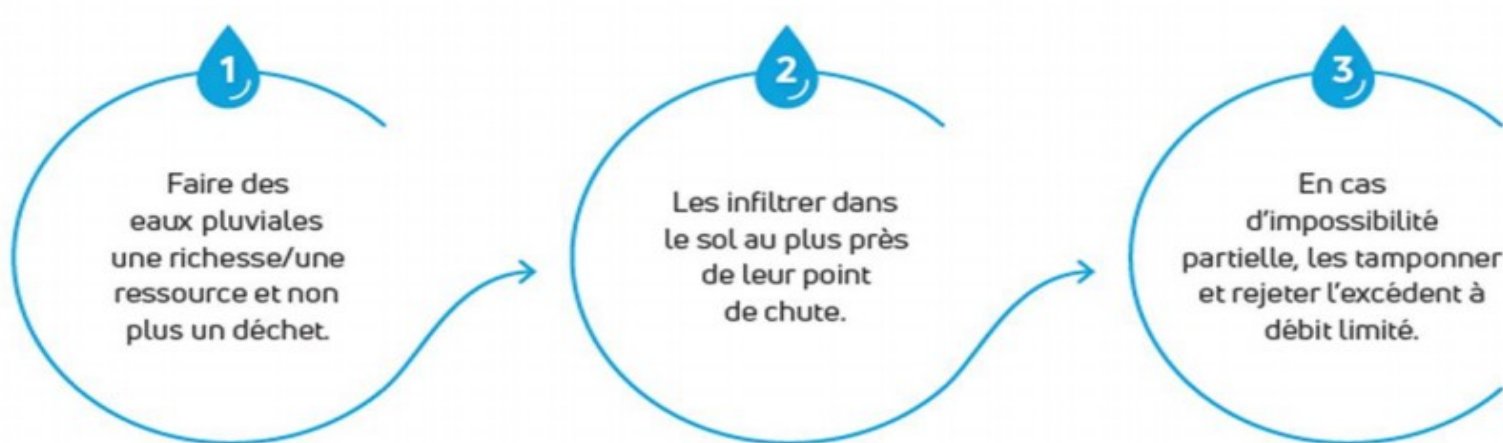 1
Faire des
eaux pluviales
une richesse/une
ressource et non
plus un déchet.
2
Les infiltrer dans
le sol au plus près
de leur point
de chute.
3
En cas
d'impossibilité
partielle, les tamponner
et rejeter l'excédent à
débit limité.